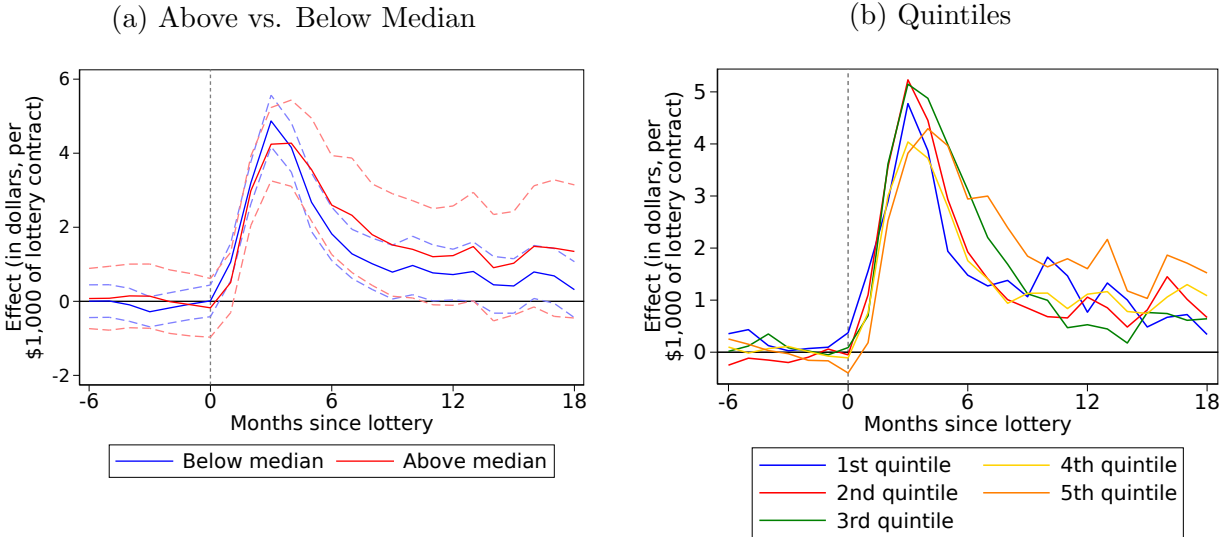 (a) Above vs. Below Median
Effect (in dollars, per
$1,000 of lottery contract)
6
4
2
0
-2
-6
0
6
12
18
Months since lottery
Below median
Above median
(b) Quintiles
Effect (in dollars, per
$1,000 of lottery contract)
5
4
3
2
1
0
-6
0
6
12
18
Months since lottery
1st quintile
4th quintile
2nd quintile
5th quintile
3rd quintile